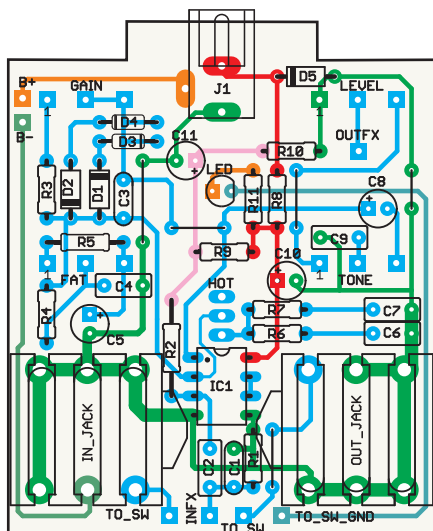 B+
B-
GAIN
J1
D5
LEVEL
1
1
D4
D3
C11
+
R10
OUTFX
R3
D2
D1
C3
LED
R11
R8
C8
+
R5
R9
C10
+
C9
1
FAT
TONE
C4
HOT
R4
+
C5
R7
R6
C7
C6
R2
IC1
IN_JACK
OUT_JACK
C2
C1
R1
TO_SW
INFX
TO_SW
TO_SW_GND